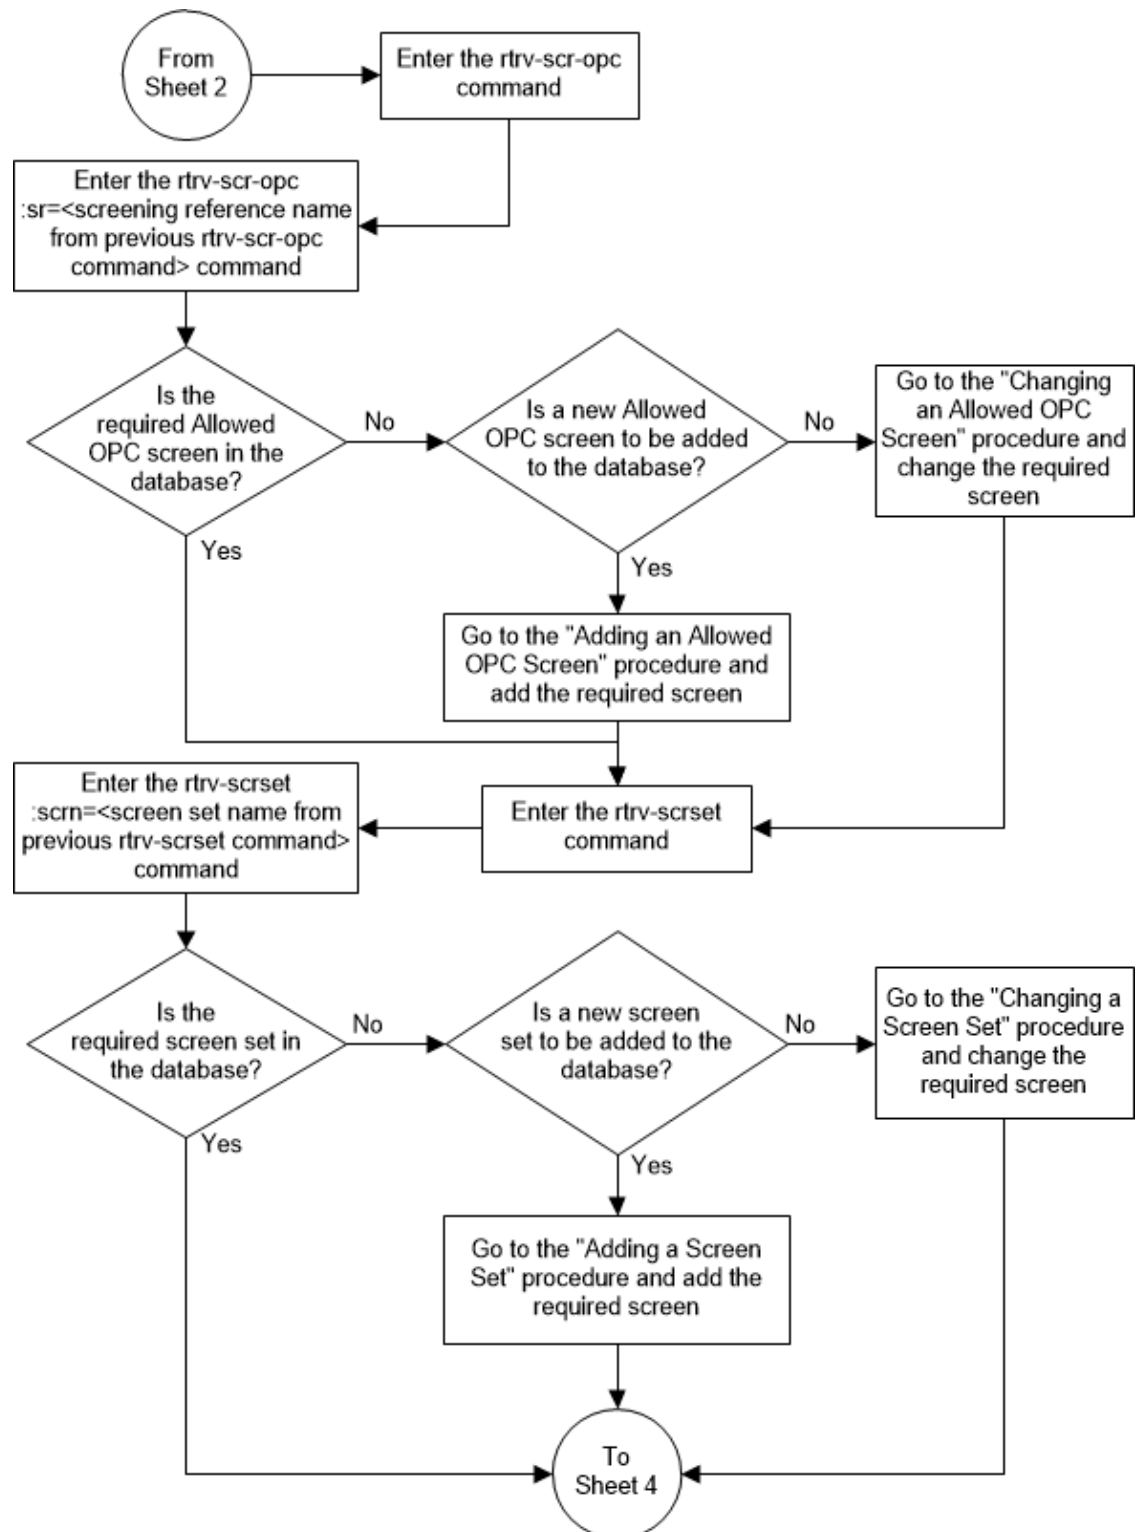 From
Sheet 2
Enter the rtrv-scr-opc
command
Enter the rtrv-scr-opc
:sr=<screening reference name
from previous rtrv-scr-opc
command> command
Is the
required Allowed
OPC screen in the
database?
No
Is a new Allowed
OPC screen to be added
to the database?
No
Go to the "Changing
an Allowed OPC
Screen" procedure and
change the required
screen
Yes
Yes
Go to the "Adding an Allowed
OPC Screen" procedure and
add the required screen
Enter the rtrv-scrset
command
Enter the rtrv-scrset
:scrn=<screen set name from
previous rtrv-scrset command>
command
Is the
required screen set in
the database?
No
Is a new screen
set to be added to the
database?
No
Go to the "Changing a
Screen Set" procedure
and change the
required screen
Yes
Yes
Go to the "Adding a Screen
Set" procedure and add the
required screen
To
Sheet 4